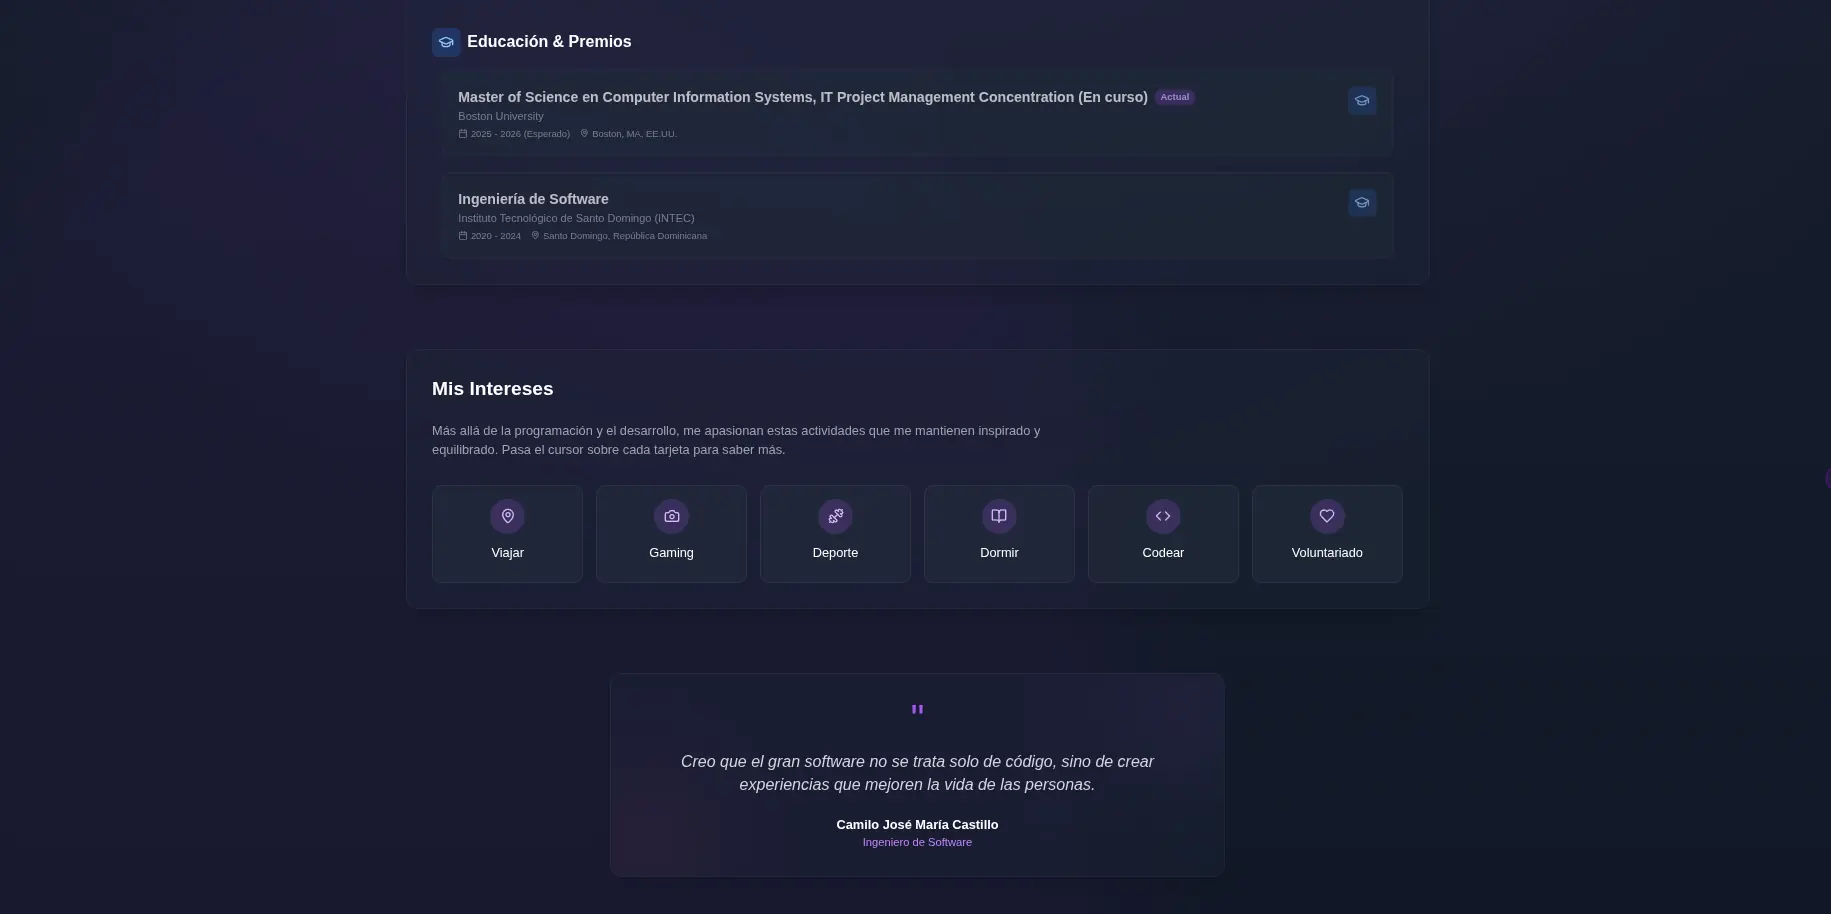 Educación & Premios
Master of Science en Computer Information Systems, IT Project Management Concentration (En curso) Actual
Boston University
2025 - 2026 (Esperado) Boston, MA, EE.UU.
Ingeniería de Software
Instituto Tecnológico de Santo Domingo (INTEC)
2020 - 2024 Santo Domingo, República Dominicana
Mis Intereses
Más allá de la programación y el desarrollo, me apasionan estas actividades que me mantienen inspirado y
equilibrado. Pasa el cursor sobre cada tarjeta para saber más.
Viajar
Gaming
Deporte
Dormir
Codear
Voluntariado
"
Creo que el gran software no se trata solo de código, sino de crear
experiencias que mejoren la vida de las personas.
Camilo José María Castillo
Ingeniero de Software